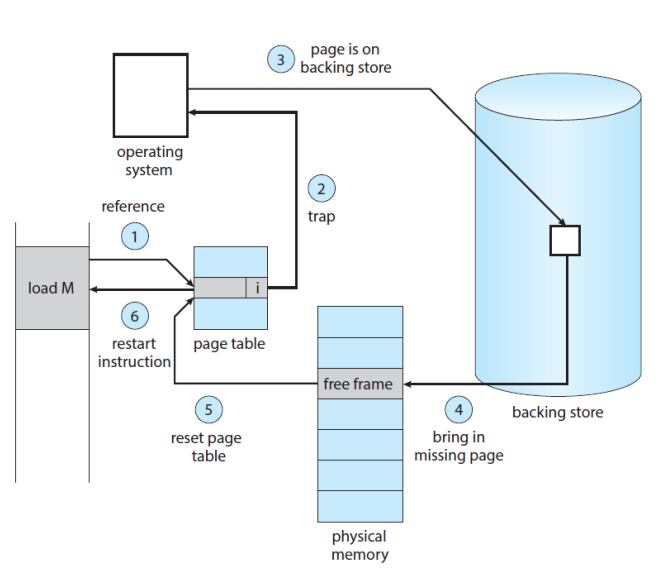 3
page is on
backing store
operating
system
2
trap
reference
1
load M
i
6
restart
instruction
page table
free frame
5
reset page
table
4
bring in
missing page
backing store
physical
memory